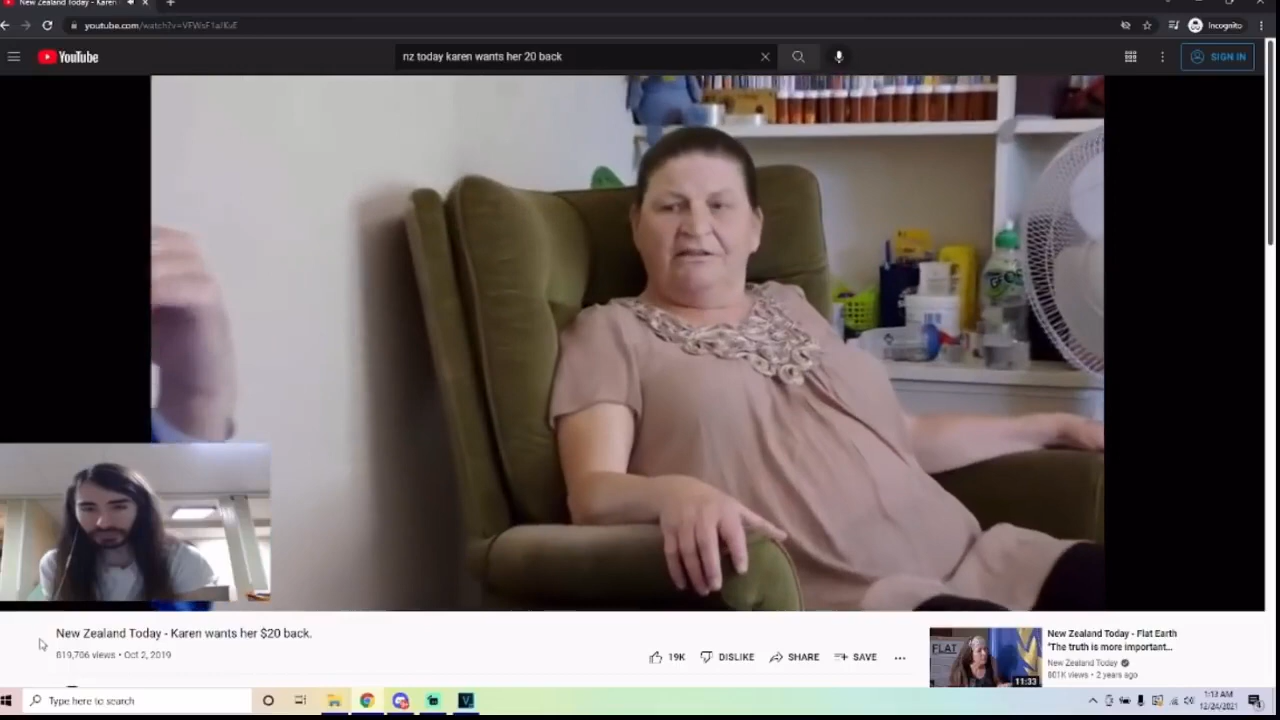 New Zealand Today - Karen
youtube.com/watch?v=VFWsF1aJKvE
Incognito
YouTube
nz today karen wants her 20 back
SIGN IN
New Zealand Today - Karen wants her $20 back.
819,706 views • Oct 2, 2019
19K
DISLIKE
SHARE
SAVE
FLAT
11:33
New Zealand Today - Flat Earth
"The truth is more important...
New Zealand Today
801K views • 2 years ago
Type here to search
1:13 AM
12/24/2021